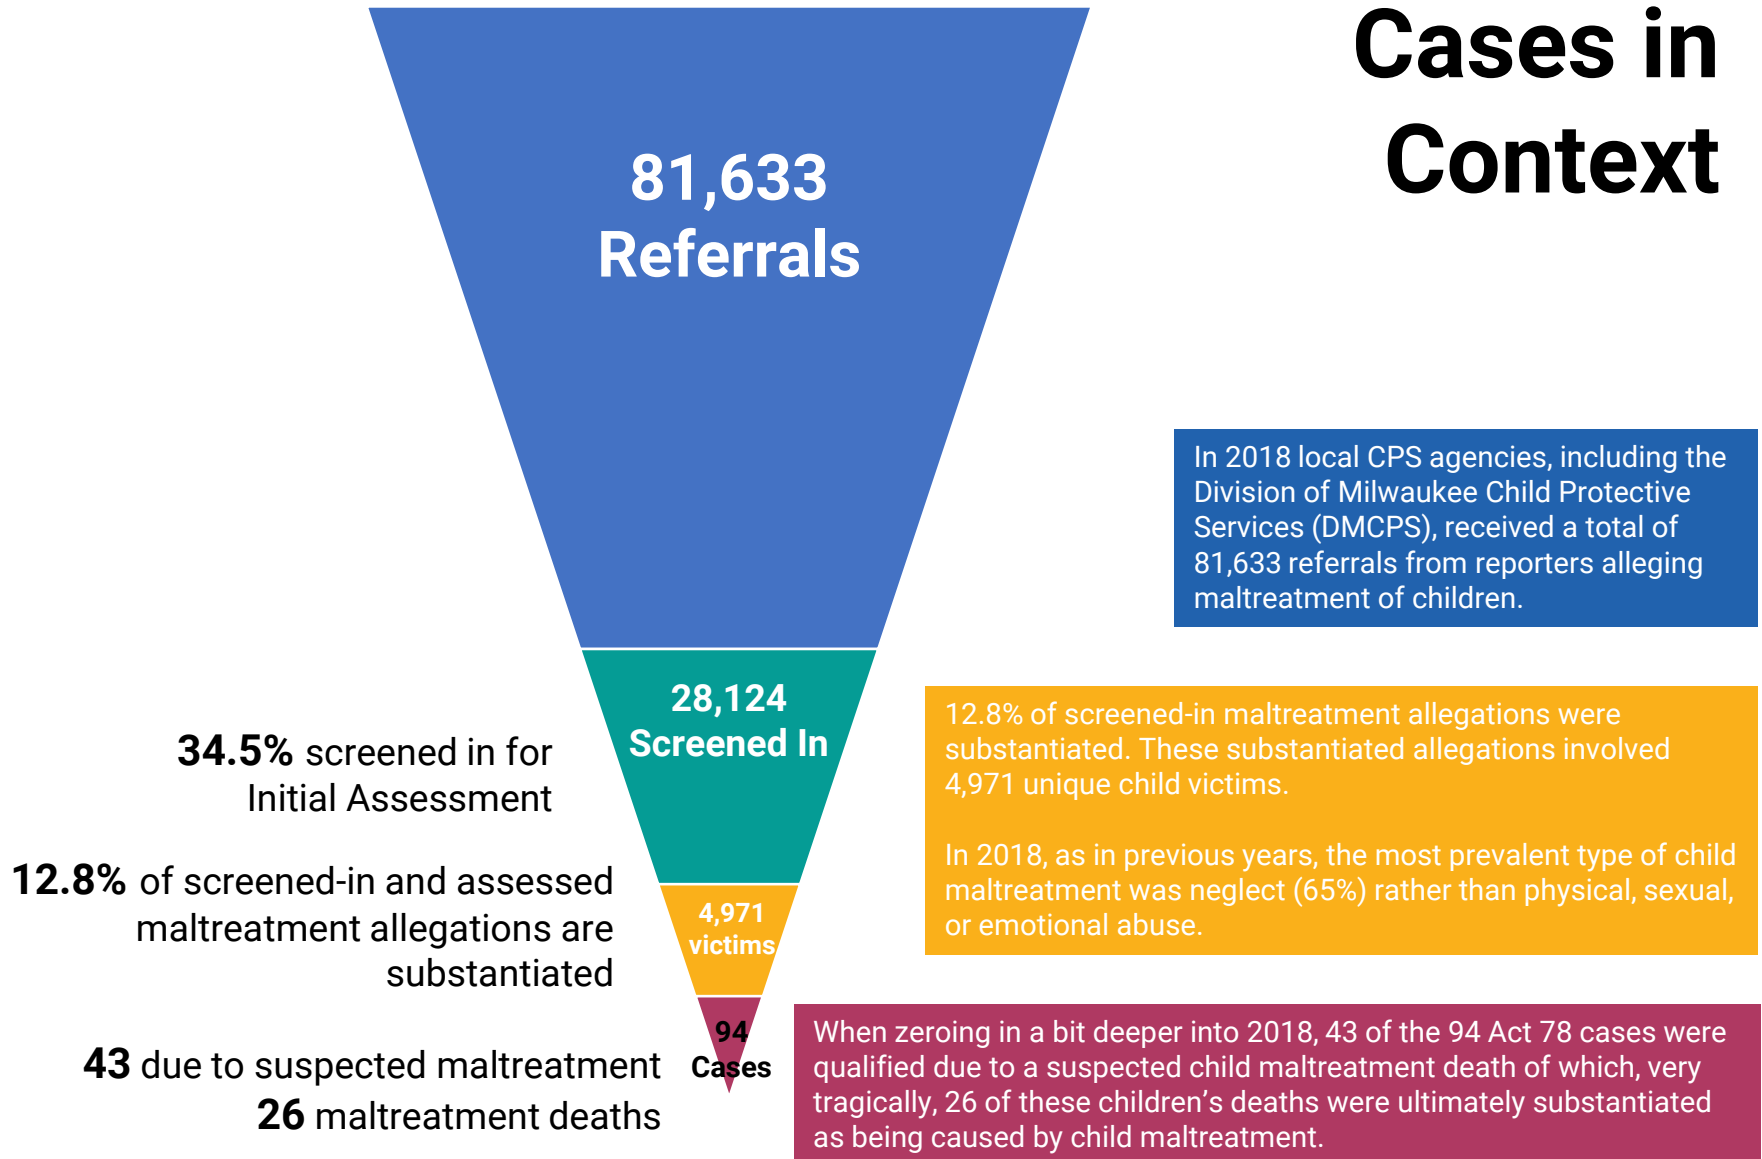 Cases in
Context
81,633
Referrals
In 2018 local CPS agencies, including the
Division of Milwaukee Child Protective
Services (DMCPS), received a total of
81,633 referrals from reporters alleging
maltreatment of children.
28,124
Screened In
34.5% screened in for
Initial Assessment
12.8% of screened-in maltreatment allegations were
substantiated. These substantiated allegations involved
4,971 unique child victims.
In 2018, as in previous years, the most prevalent type of child
maltreatment was neglect (65%) rather than physical, sexual,
or emotional abuse.
12.8% of screened-in and assessed
maltreatment allegations are
substantiated
4,971
victims
94
Cases
43 due to suspected maltreatment
26 maltreatment deaths
When zeroing in a bit deeper into 2018, 43 of the 94 Act 78 cases were
qualified due to a suspected child maltreatment death of which, very
tragically, 26 of these children’s deaths were ultimately substantiated
as being caused by child maltreatment.